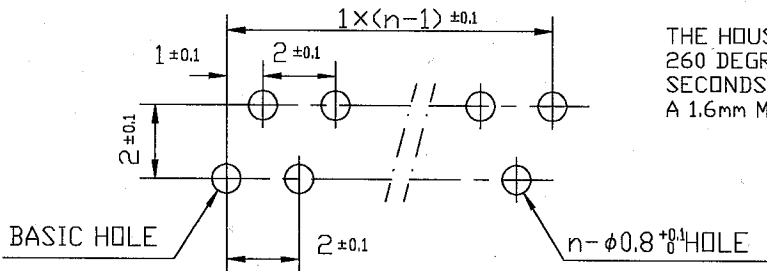 1×(n-1) ±0.1
1 ±0.1
2 ±0.1
THE HOUS
260 DEGR
SECONDS
A 1.6mm M
2 ±0.1
BASIC HOLE
2 ±0.1
n-ϕ0.8 +0.1 0 HOLE